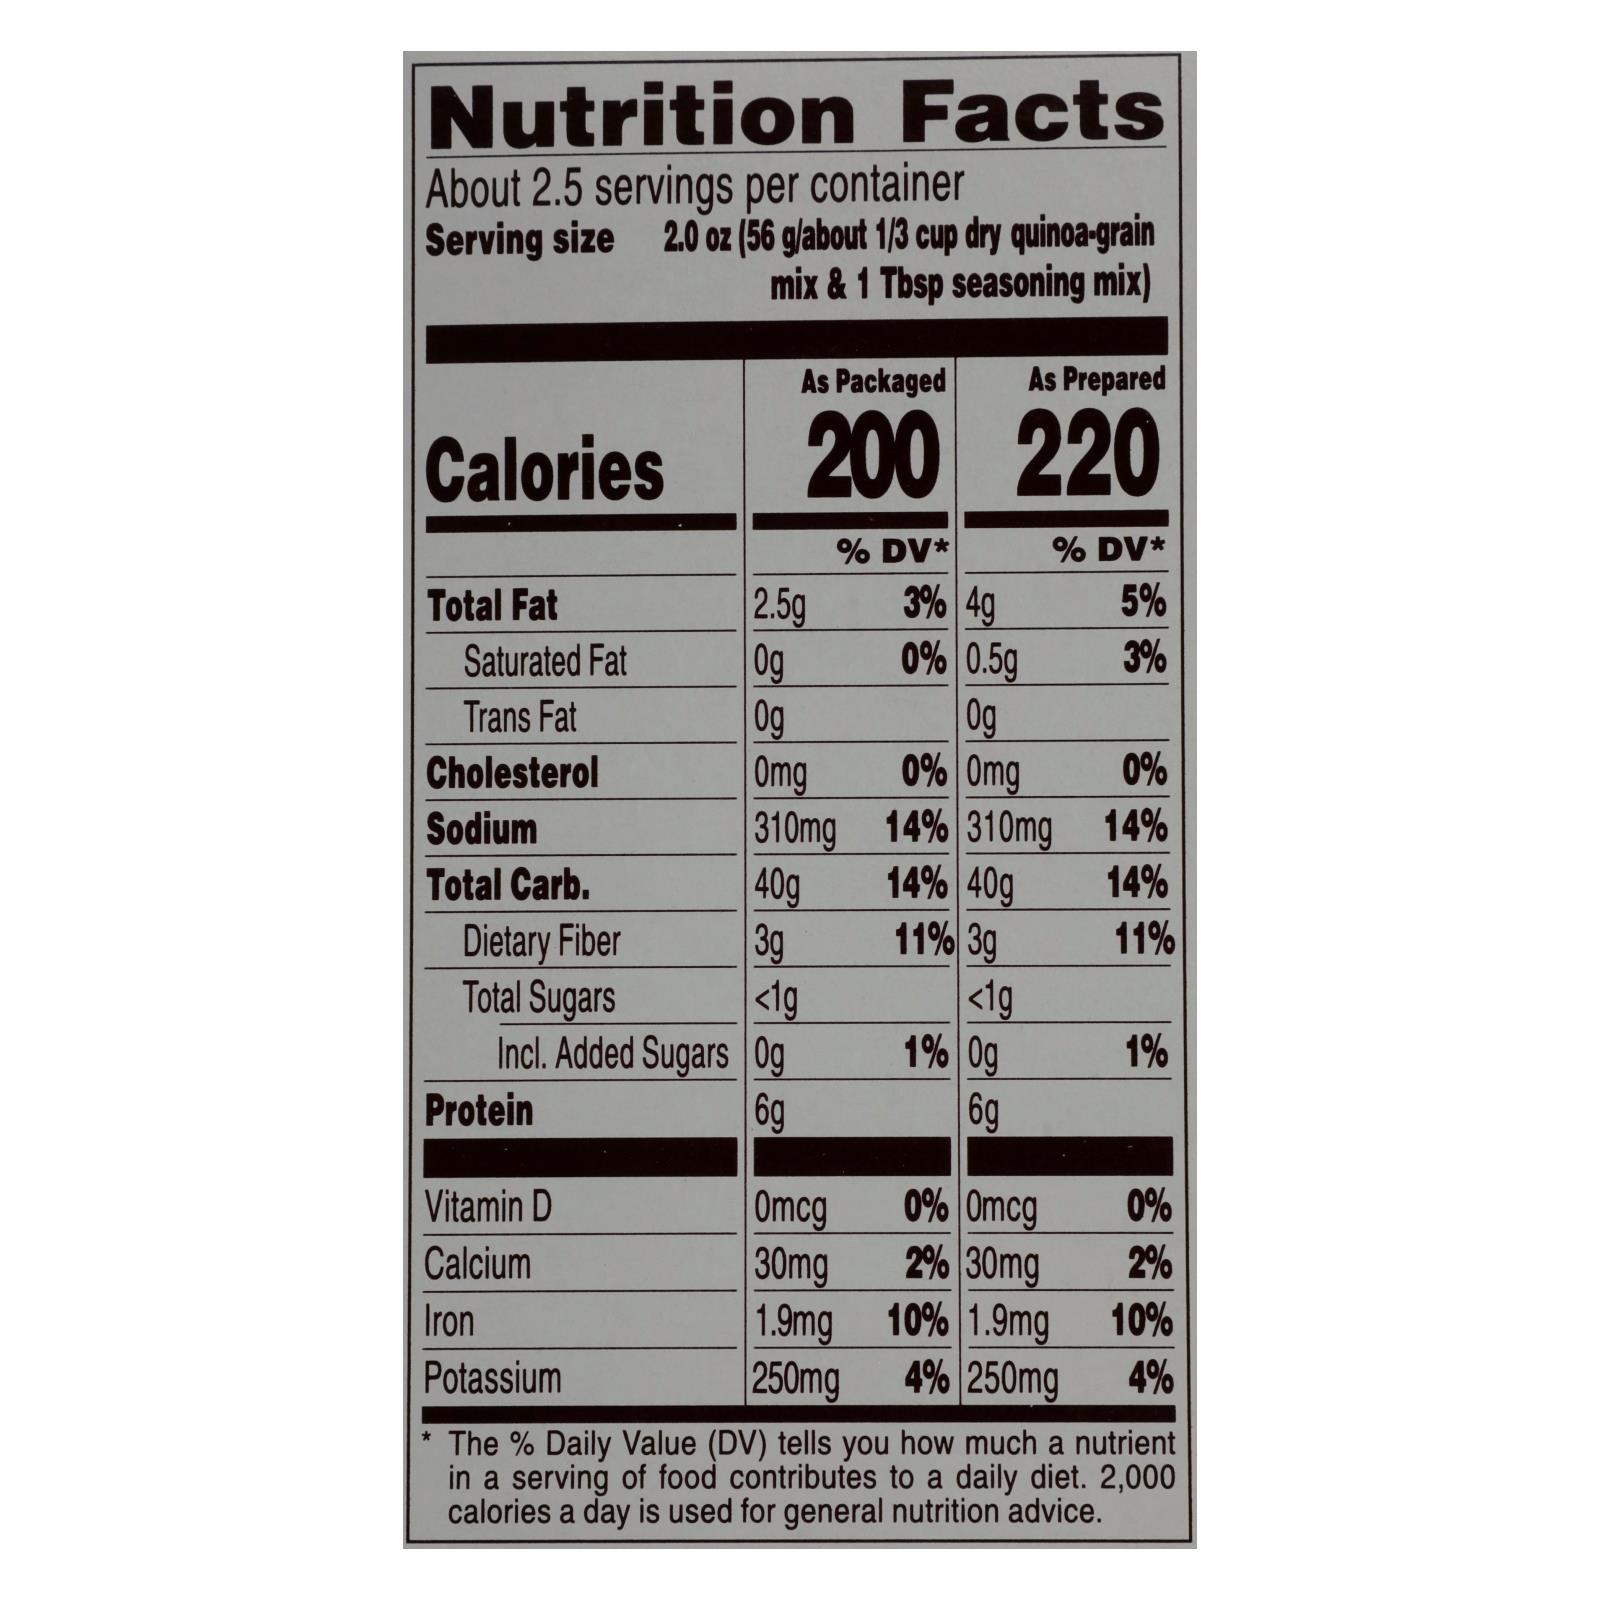 Nutrition Facts
About 2.5 servings per container
Serving size 2.0 oz (56 g/about 1/3 cup dry quinoa-grain
mix & 1 Tbsp seasoning mix)
As Packaged As Prepared
Calories 200 220
% DV* % DV*
Total Fat 2.5g 3% 4g 5%
Saturated Fat 0g 0% 0.5g 3%
Trans Fat 0g 0g
Cholesterol 0mg 0% 0mg 0%
Sodium 310mg 14% 310mg 14%
Total Carb. 40g 14% 40g 14%
Dietary Fiber 3g 11% 3g 11%
Total Sugars <1g <1g
Incl. Added Sugars 0g 1% 0g 1%
Protein 6g 6g
Vitamin D 0mcg 0% 0mcg 0%
Calcium 30mg 2% 30mg 2%
Iron 1.9mg 10% 1.9mg 10%
Potassium 250mg 4% 250mg 4%
* The % Daily Value (DV) tells you how much a nutrient
in a serving of food contributes to a daily diet. 2,000
calories a day is used for general nutrition advice.